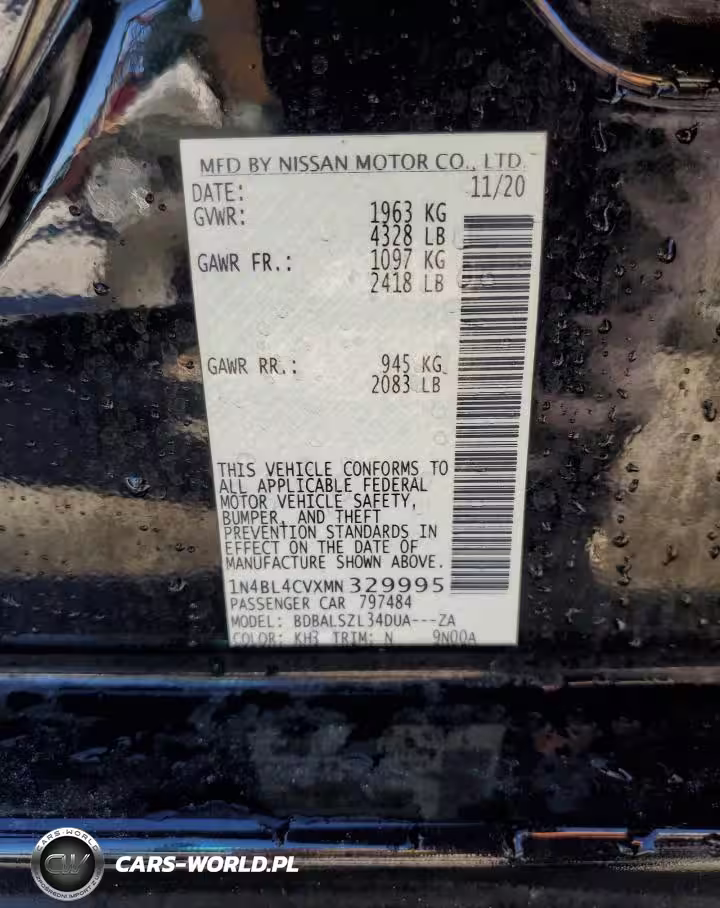 MFD BY NISSAN MOTOR CO., LTD.
DATE: 11/20
GVWR: 1963 KG
4328 LB
GAWR FR.: 1097 KG
2418 LB
GAWR RR.: 945 KG
2083 LB
THIS VEHICLE CONFORMS TO
ALL APPLICABLE FEDERAL
MOTOR VEHICLE SAFETY,
BUMPER, AND THEFT
PREVENTION STANDARDS IN
EFFECT ON THE DATE OF
MANUFACTURE SHOWN ABOVE.
1N4BL4CVXMN329995
PASSENGER CAR 797484
MODEL: BDBALSZL34DUA---ZA
COLOR: KH3 TRIM: N 9N00A
CARS-WORLD
CW
CARS-WORLD.PL